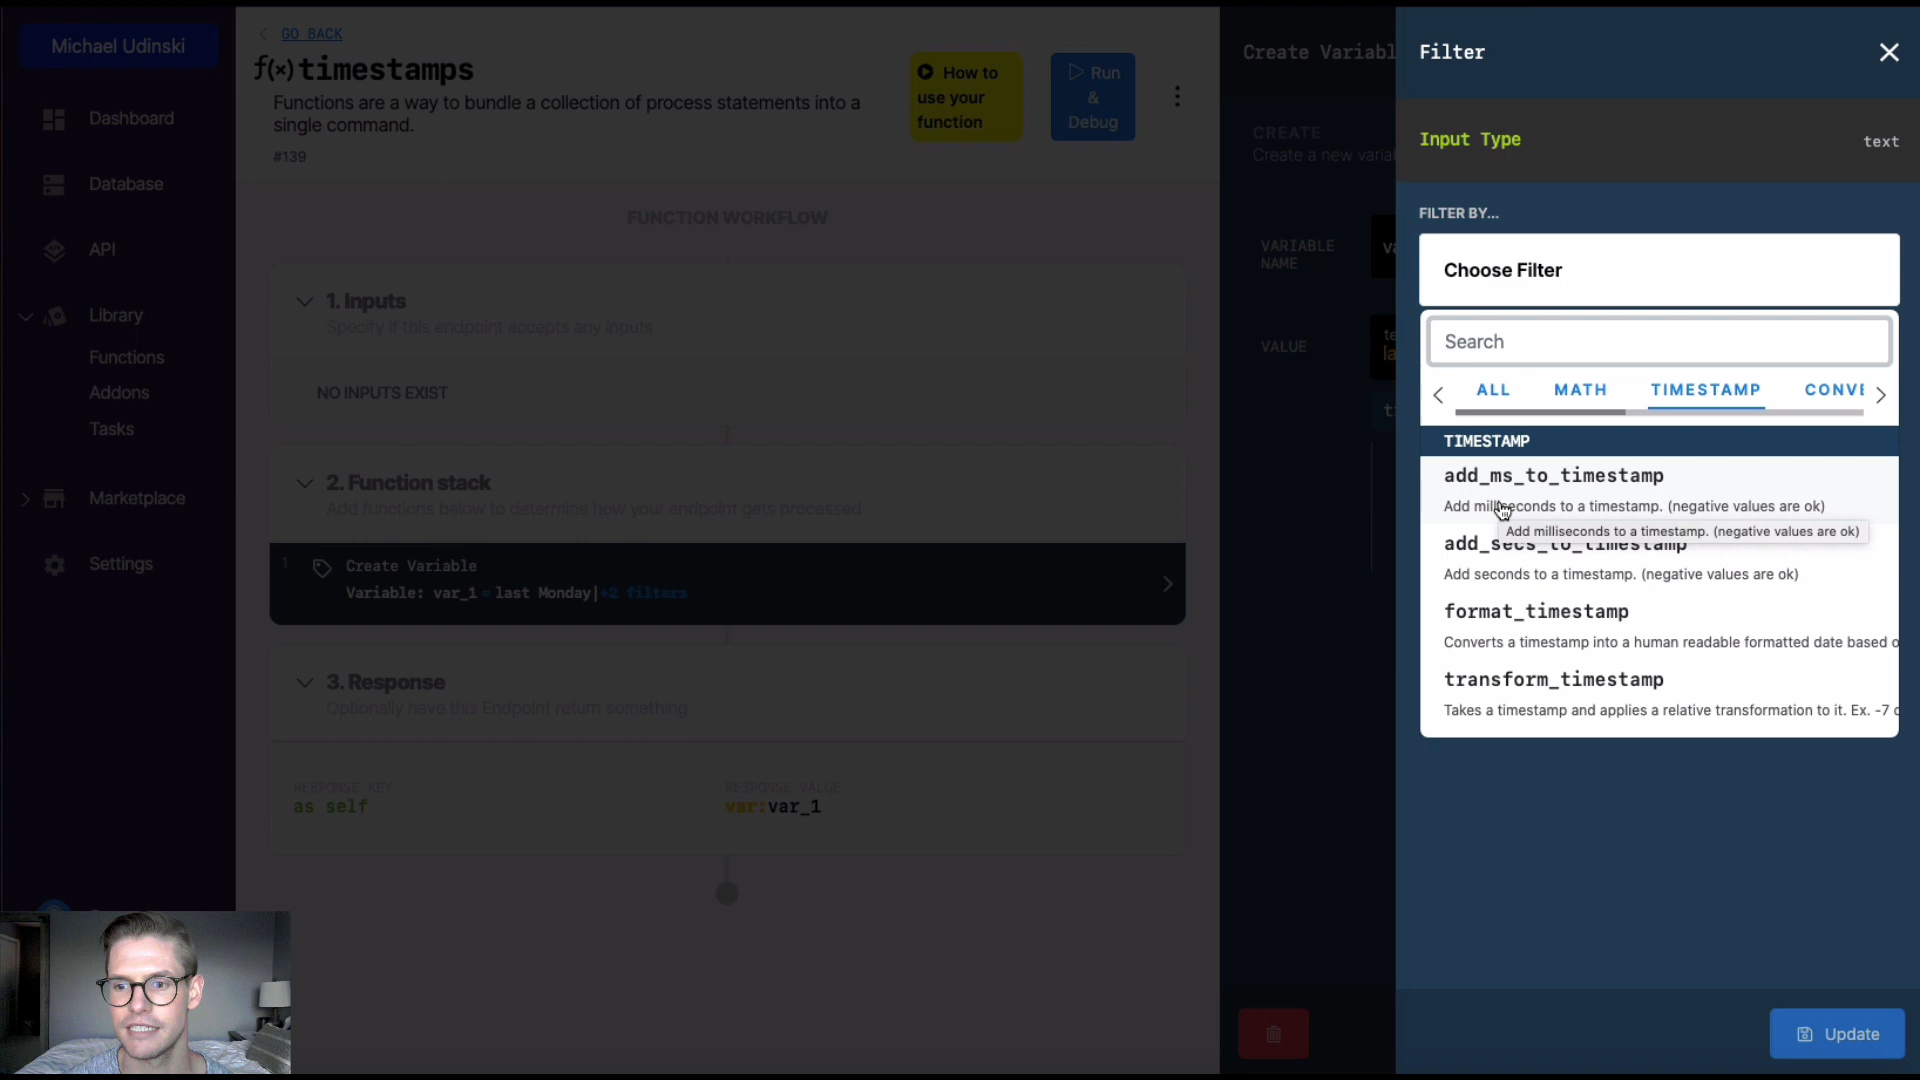 Michael Udinski
Dashboard
Database
API
Library
Functions
Addons
Tasks
Marketplace
Settings
GO BACK
f(×) timestamps
Functions are a way to bundle a collection of process statements into a
single command.
#139
How to
use your
function
Run
&
Debug
FUNCTION WORKFLOW
1. Inputs
Specify if this endpoint accepts any inputs
NO INPUTS EXIST
2. Function stack
Add functions below to determine how your endpoint gets processed
1
Create Variable
Variable: var_1 = last Monday|+2 filters
3. Response
Optionally have this Endpoint return something
RESPONSE KEY
as self
RESPONSE VALUE
var:var_1
Create Variabl
CREATE
Create a new varia
VARIABLE
NAME
va
VALUE
te
la
t
Filter
Input Type
text
FILTER BY...
Choose Filter
Search
ALL
MATH
TIMESTAMP
CONVE
TIMESTAMP
add_ms_to_timestamp
Add milliseconds to a timestamp. (negative values are ok)
Add milliseconds to a timestamp. (negative values are ok)
add_secs_to_timestamp
Add seconds to a timestamp. (negative values are ok)
format_timestamp
Converts a timestamp into a human readable formatted date based o
transform_timestamp
Takes a timestamp and applies a relative transformation to it. Ex. -7 d
Update